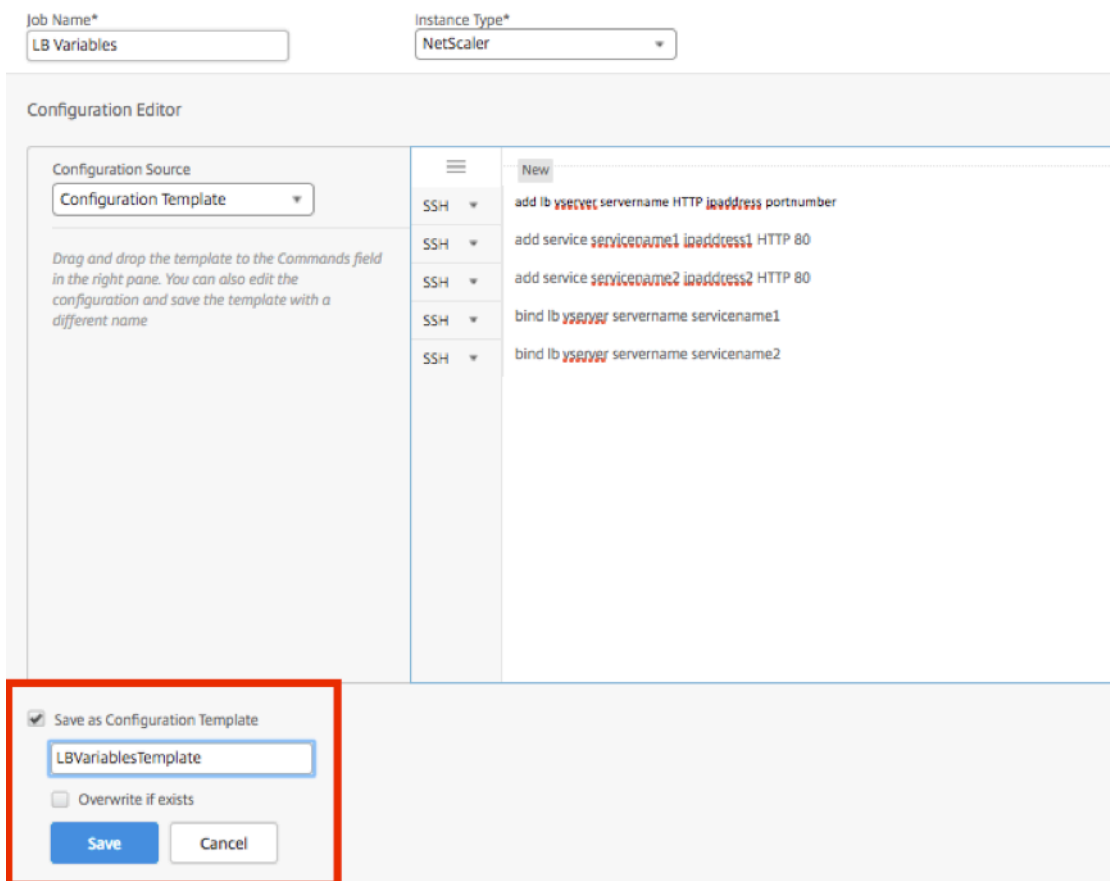 Job Name*
Instance Type*
LB Variables
NetScaler
Configuration Editor
Configuration Source
Configuration Template
Drag and drop the template to the Commands field
in the right pane. You can also edit the
configuration and save the template with a
different name
New
SSH add lb vserver servername HTTP ipaddress portnumber
SSH add service servicename1 ipaddress1 HTTP 80
SSH add service servicename2 ipaddress2 HTTP 80
SSH bind lb vserver servername servicename1
SSH bind lb vserver servername servicename2
Save as Configuration Template
LBVariablesTemplate
Overwrite if exists
Save Cancel